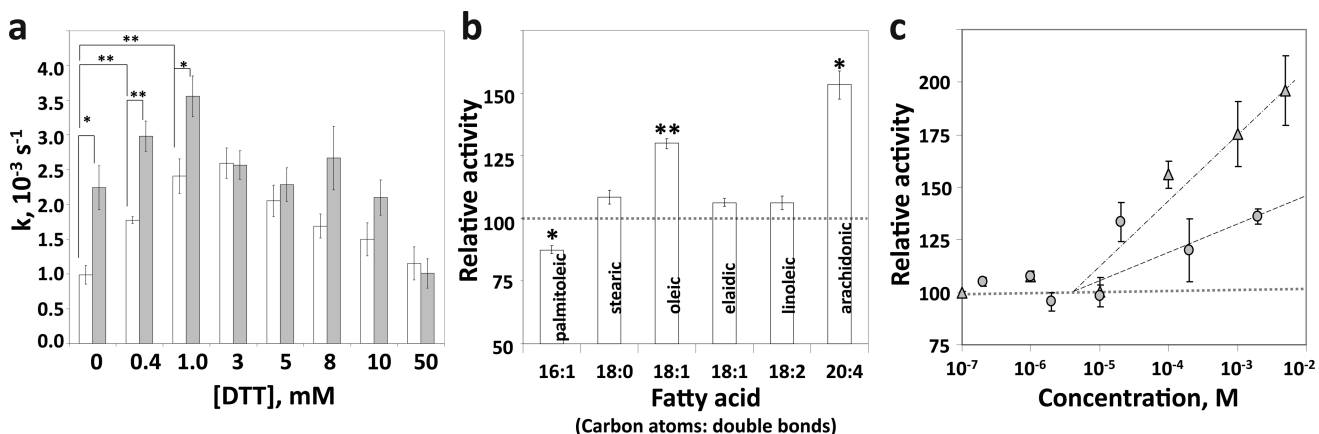 a
k, 10⁻³ s⁻¹
4.0
3.5
3.0
2.5
2.0
1.5
1.0
0.5
0.0
**
**
*
**
*
0 0.4 1.0 3 5 8 10 50
[DTT], mM
b
Relative activity
150
125
100
75
50
*
**
*
palmitoleic
stearic
oleic
elaidic
linoleic
arachidonic
16:1 18:0 18:1 18:1 18:2 20:4
Fatty acid
(Carbon atoms: double bonds)
c
Relative activity
200
175
150
125
100
75
10⁻⁷ 10⁻⁶ 10⁻⁵ 10⁻⁴ 10⁻³ 10⁻²
Concentration, M